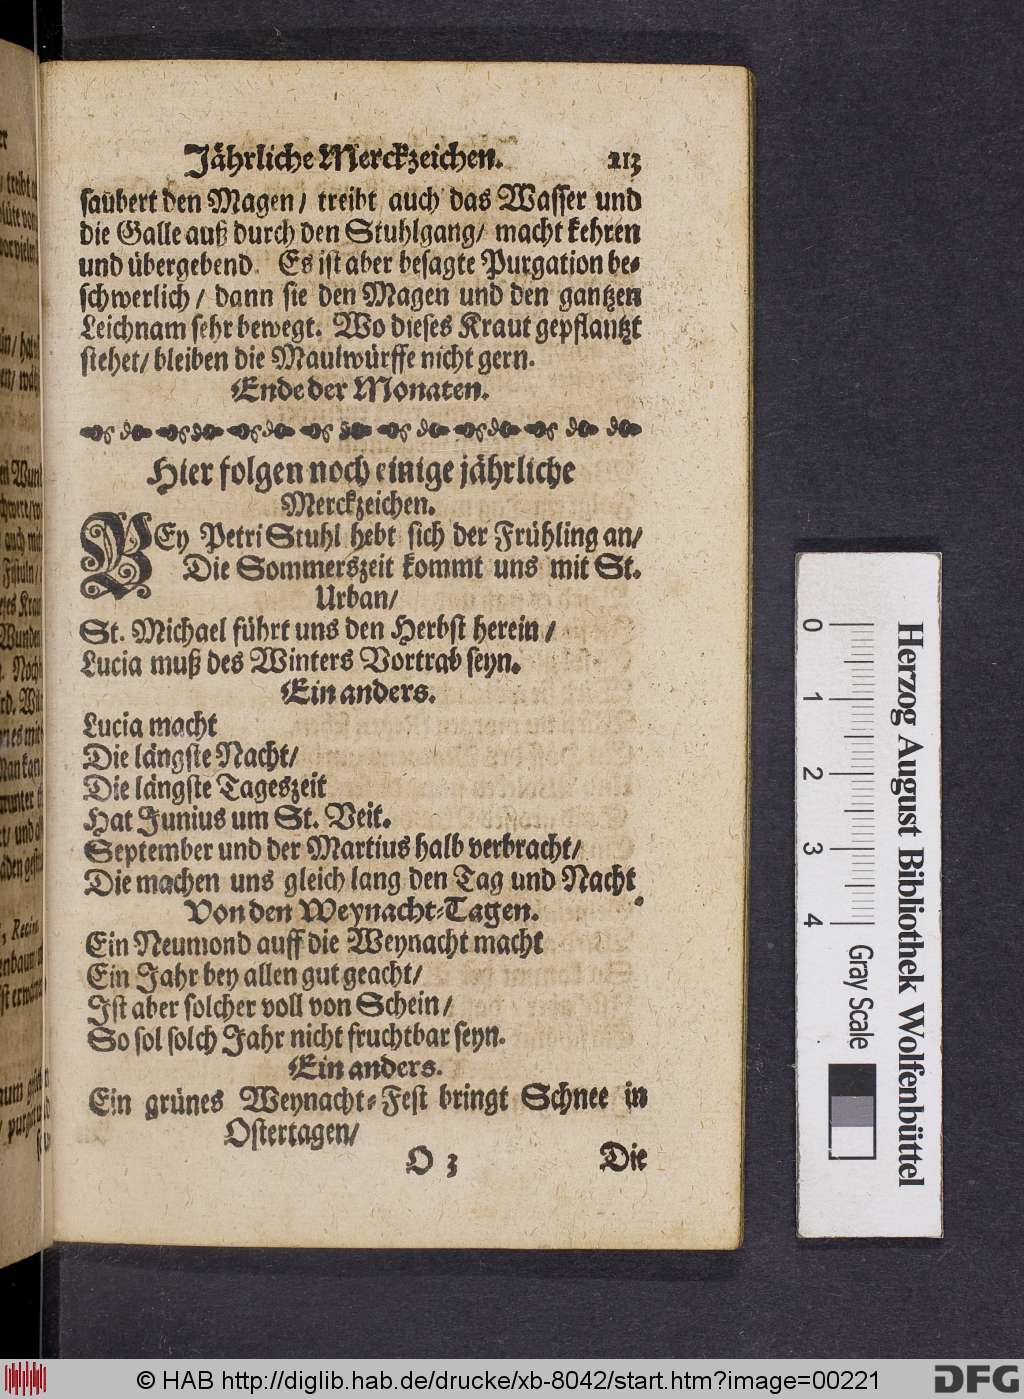 Jährliche Merckzeichen. 213
saübert den Magen / treibt auch das Wasser und
die Galle auß durch den Stuhlgang / macht kehren
und übergebend. Es ist aber besagte Purgation be-
schwerlich / dann sie den Magen und den gantzen
Leichnam sehr bewegt. Wo dieses Kraut gepflantzt
stehet / bleiben die Maulwürffe nicht gern.
Ende der Monaten.
Hier folgen noch einige jährliche
Merckzeichen.
BEy Petri Stuhl hebt sich der Frühling an /
Die Sommerszeit kommt uns mit St.
Urban /
St. Michael führt uns den Herbst herein /
Lucia muß des Winters Vortrab seyn.
Ein anders.
Lucia macht
Die längste Nacht /
Die längste Tageszeit
Hat Junius um St. Veit.
September und der Martius halb verbracht /
Die machen uns gleich lang den Tag und Nacht.
Von den Weynacht-Tagen.
Ein Neumond auff die Weynacht macht
Ein Jahr bey allen gut geacht /
Ist aber solcher voll von Schein /
So sol solch Jahr nicht fruchtbar seyn.
Ein anders.
Ein grünes Weynacht-Fest bringt Schnee in
Ostertagen /
O 3 Die
0 1 2 3 4
Herzog August Bibliothek Wolfenbüttel
Gray Scale
© HAB http://diglib.hab.de/drucke/xb-8042/start.htm?image=00221
DFG